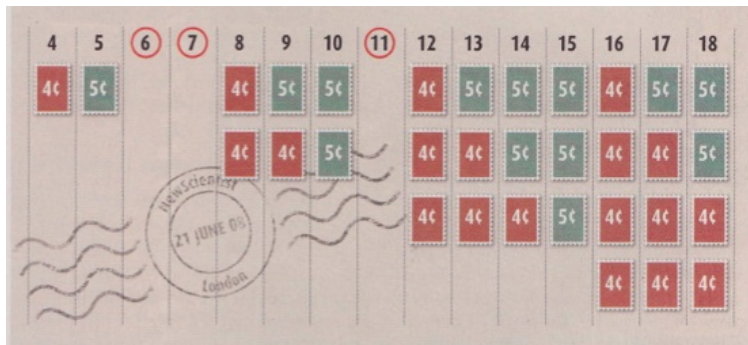 4 5 6 7 8 9 10 11 12 13 14 15 16 17 18
4¢ 5¢ 4¢ 5¢ 5¢ 4¢ 5¢ 5¢ 5¢ 4¢ 5¢ 5¢
4¢ 4¢ 5¢ 4¢ 4¢ 5¢ 5¢ 4¢ 4¢ 5¢
NewScientist
4¢ 4¢ 4¢ 5¢ 4¢ 4¢ 4¢
21 JUNE 08
London
4¢ 4¢ 4¢